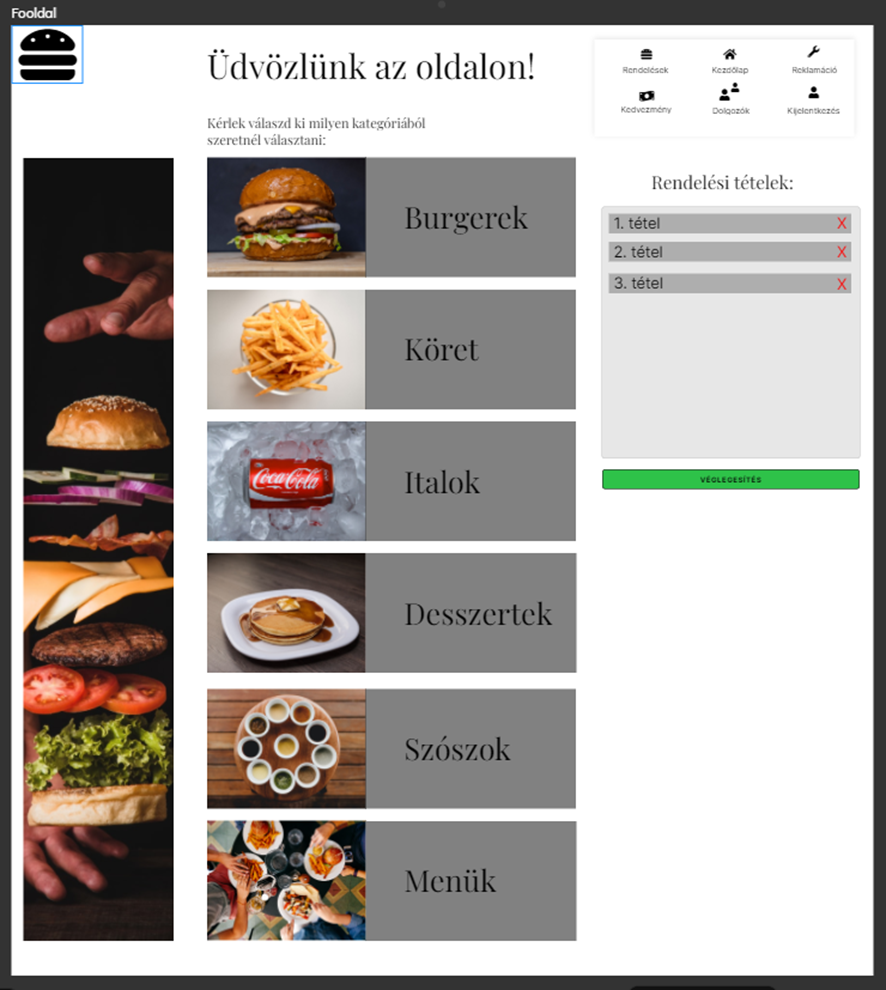 Fooldal
Üdvözlünk az oldalon!
Kérlek válaszd ki milyen kategóriából
szeretnél választani:
Rendelések
Kezdőlap
Reklamáció
Kedvezmény
Dolgozók
Kijelentkezés
Burgerek
Köret
Coca-Cola
Italok
Desszertek
Szószok
Menük
Rendelési tételek:
1. tétel X
2. tétel X
3. tétel X
VÉGLEGESÍTÉS